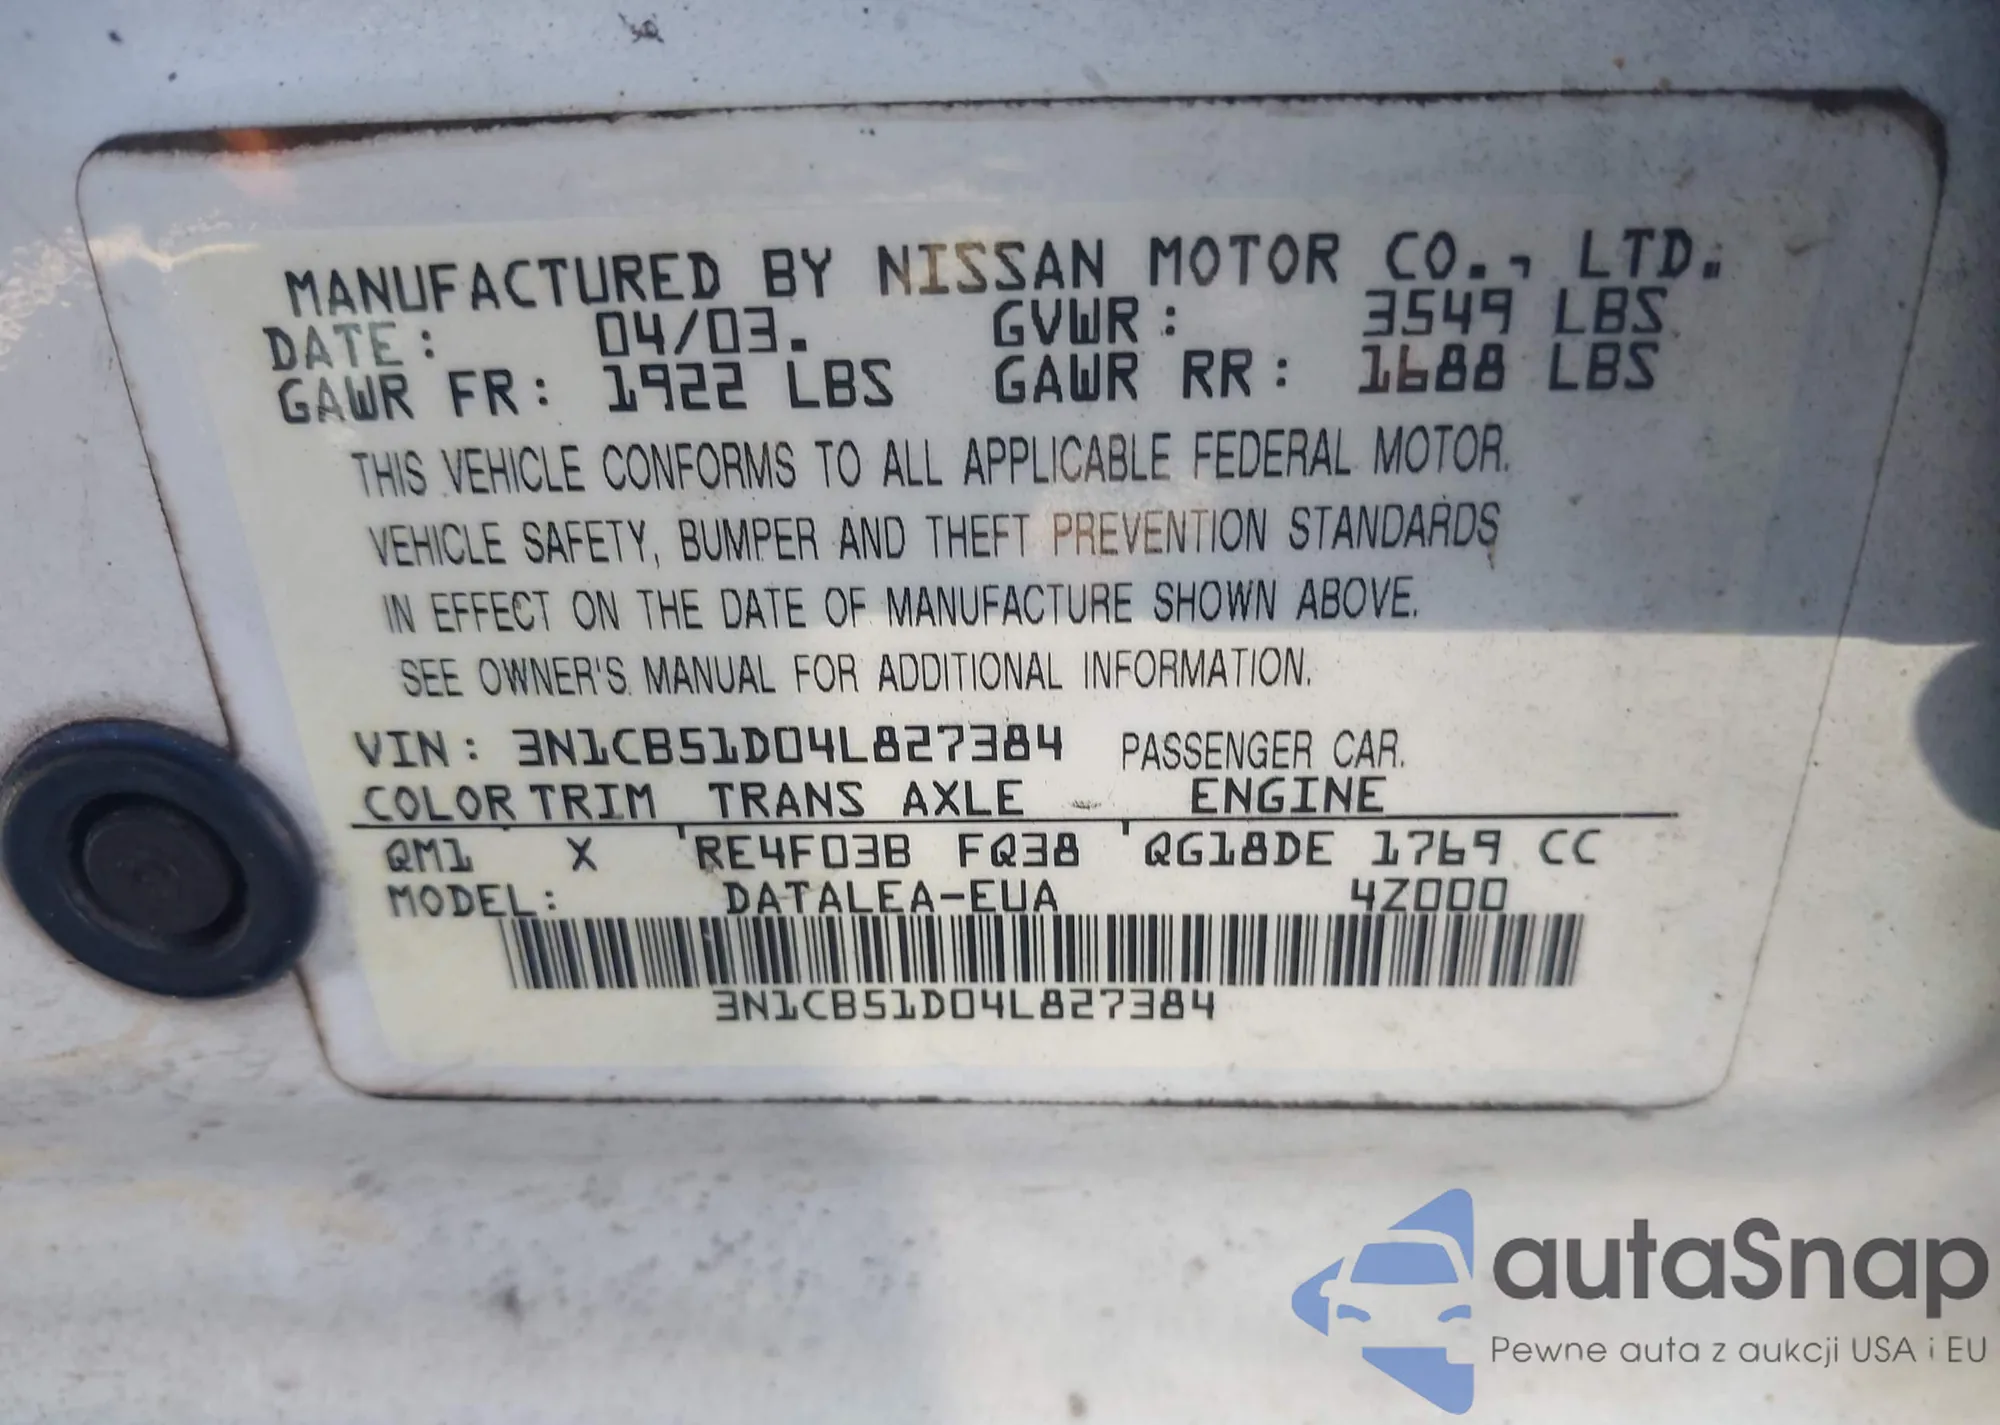 MANUFACTURED BY NISSAN MOTOR CO., LTD.
DATE: 04/03. GVWR: 3549 LBS
GAWR FR: 1922 LBS GAWR RR: 1688 LBS
THIS VEHICLE CONFORMS TO ALL APPLICABLE FEDERAL MOTOR
VEHICLE SAFETY, BUMPER AND THEFT PREVENTION STANDARDS
IN EFFECT ON THE DATE OF MANUFACTURE SHOWN ABOVE.
SEE OWNER'S MANUAL FOR ADDITIONAL INFORMATION.
VIN: 3N1CB51D04L827384 PASSENGER CAR.
COLOR TRIM TRANS AXLE ENGINE
QM1 X RE4F03B FQ38 QG18DE 1769 CC
MODEL: DATALEA-EUA 4Z000
3N1CB51D04L827384
autaSnap
Pewne auta z aukcji USA i EU